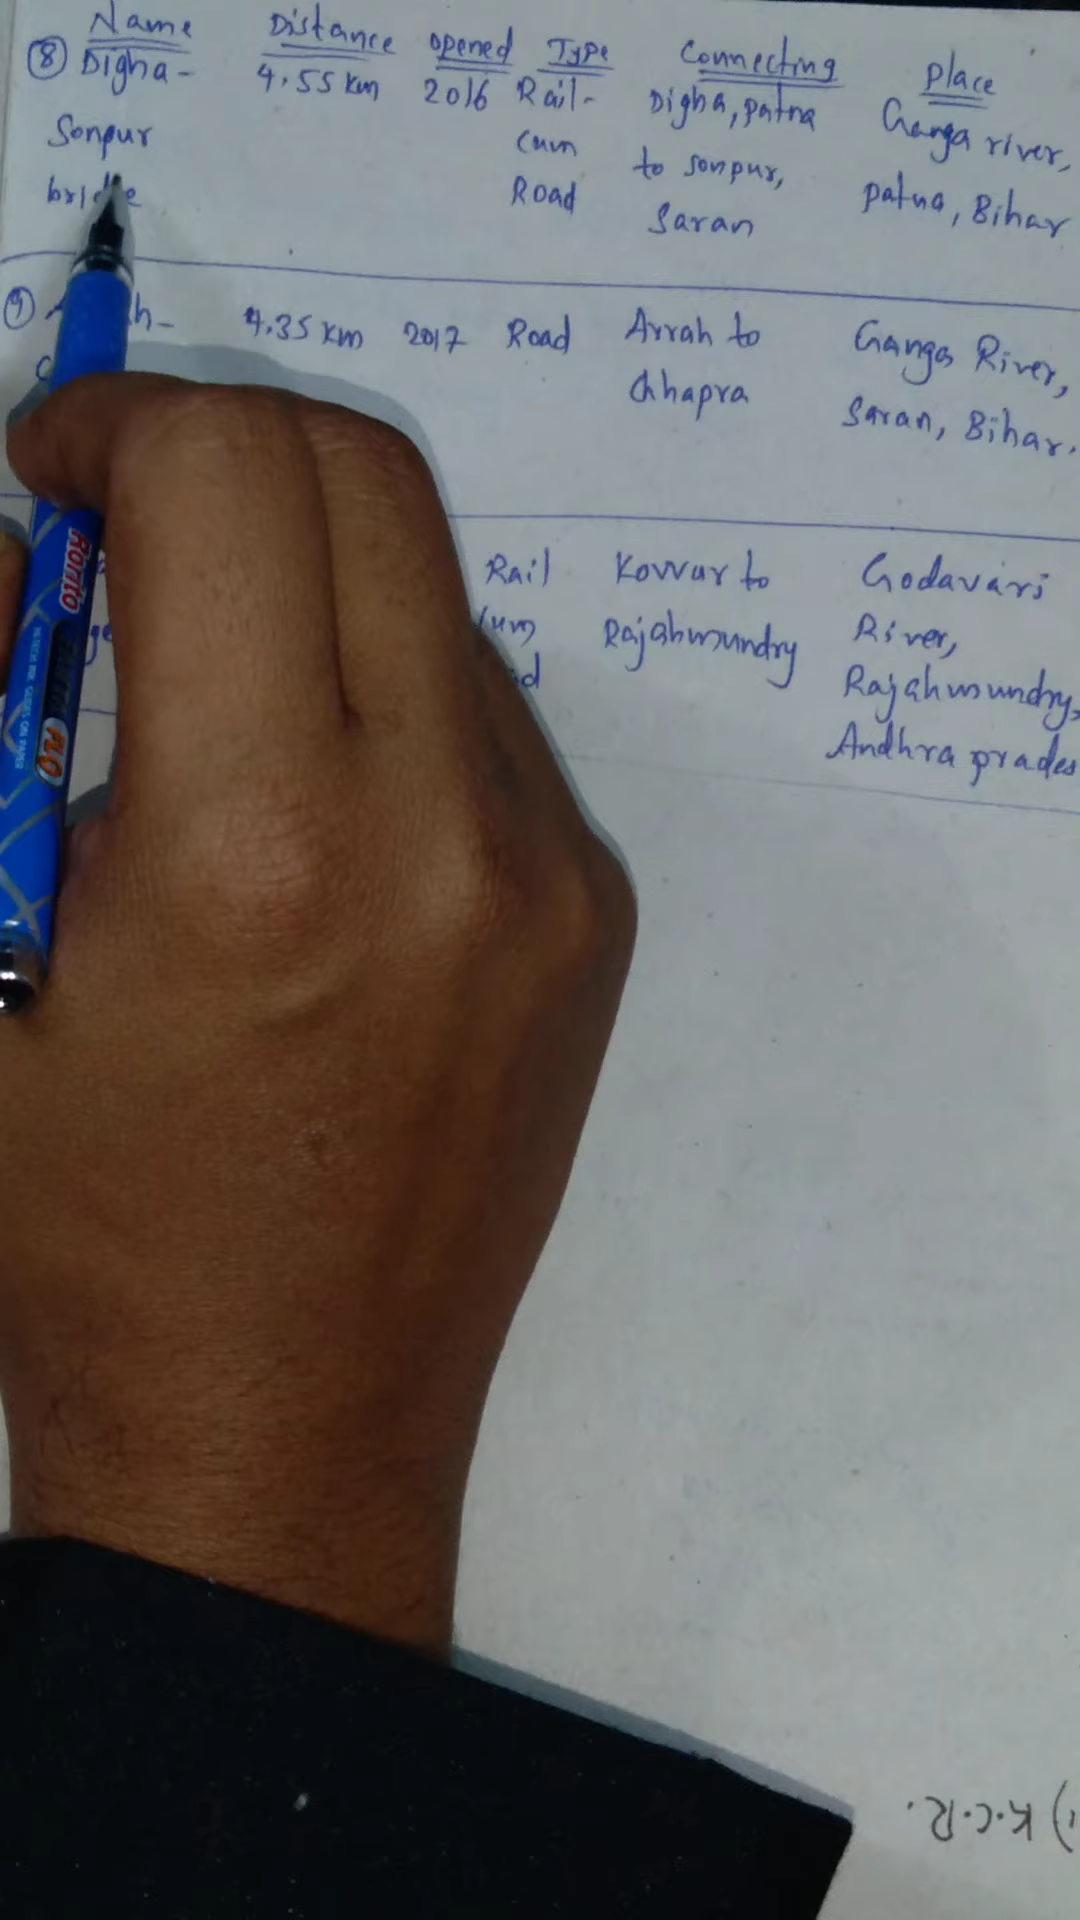 Name Distance opened Type Connecting place
8 Digha- 4.55 km 2016 Rail- Digha, patna Ganga river,
Sonpur cum to sonpur, patna, Bihar
Road Saran
9 4.35 km 2017 Road Arrah to Ganga River,
Chhapra Saran, Bihar.
Rail Kovvur to Godavari
Rajahmundry River,
Rajahmundry,
Andhra prades
Rorito
FLO
i) K.C.R.